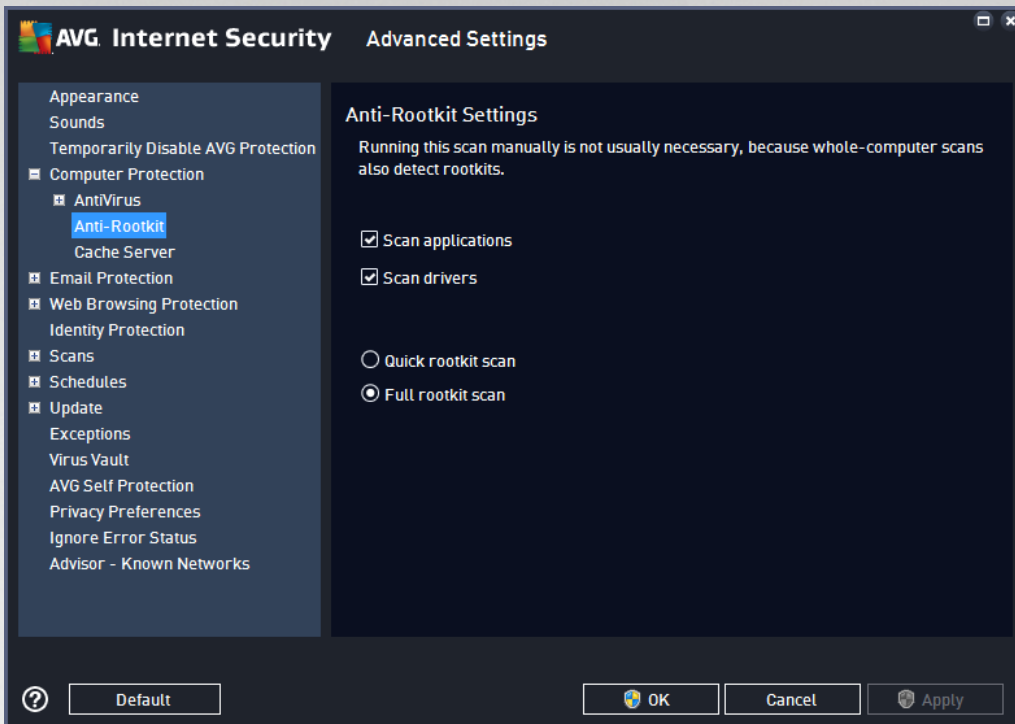 AVG. Internet Security Advanced Settings
Appearance
Sounds
Temporarily Disable AVG Protection
Computer Protection
AntiVirus
Anti-Rootkit
Cache Server
Email Protection
Web Browsing Protection
Identity Protection
Scans
Schedules
Update
Exceptions
Virus Vault
AVG Self Protection
Privacy Preferences
Ignore Error Status
Advisor - Known Networks
Anti-Rootkit Settings
Running this scan manually is not usually necessary, because whole-computer scans
also detect rootkits.
Scan applications
Scan drivers
Quick rootkit scan
Full rootkit scan
? Default OK Cancel Apply